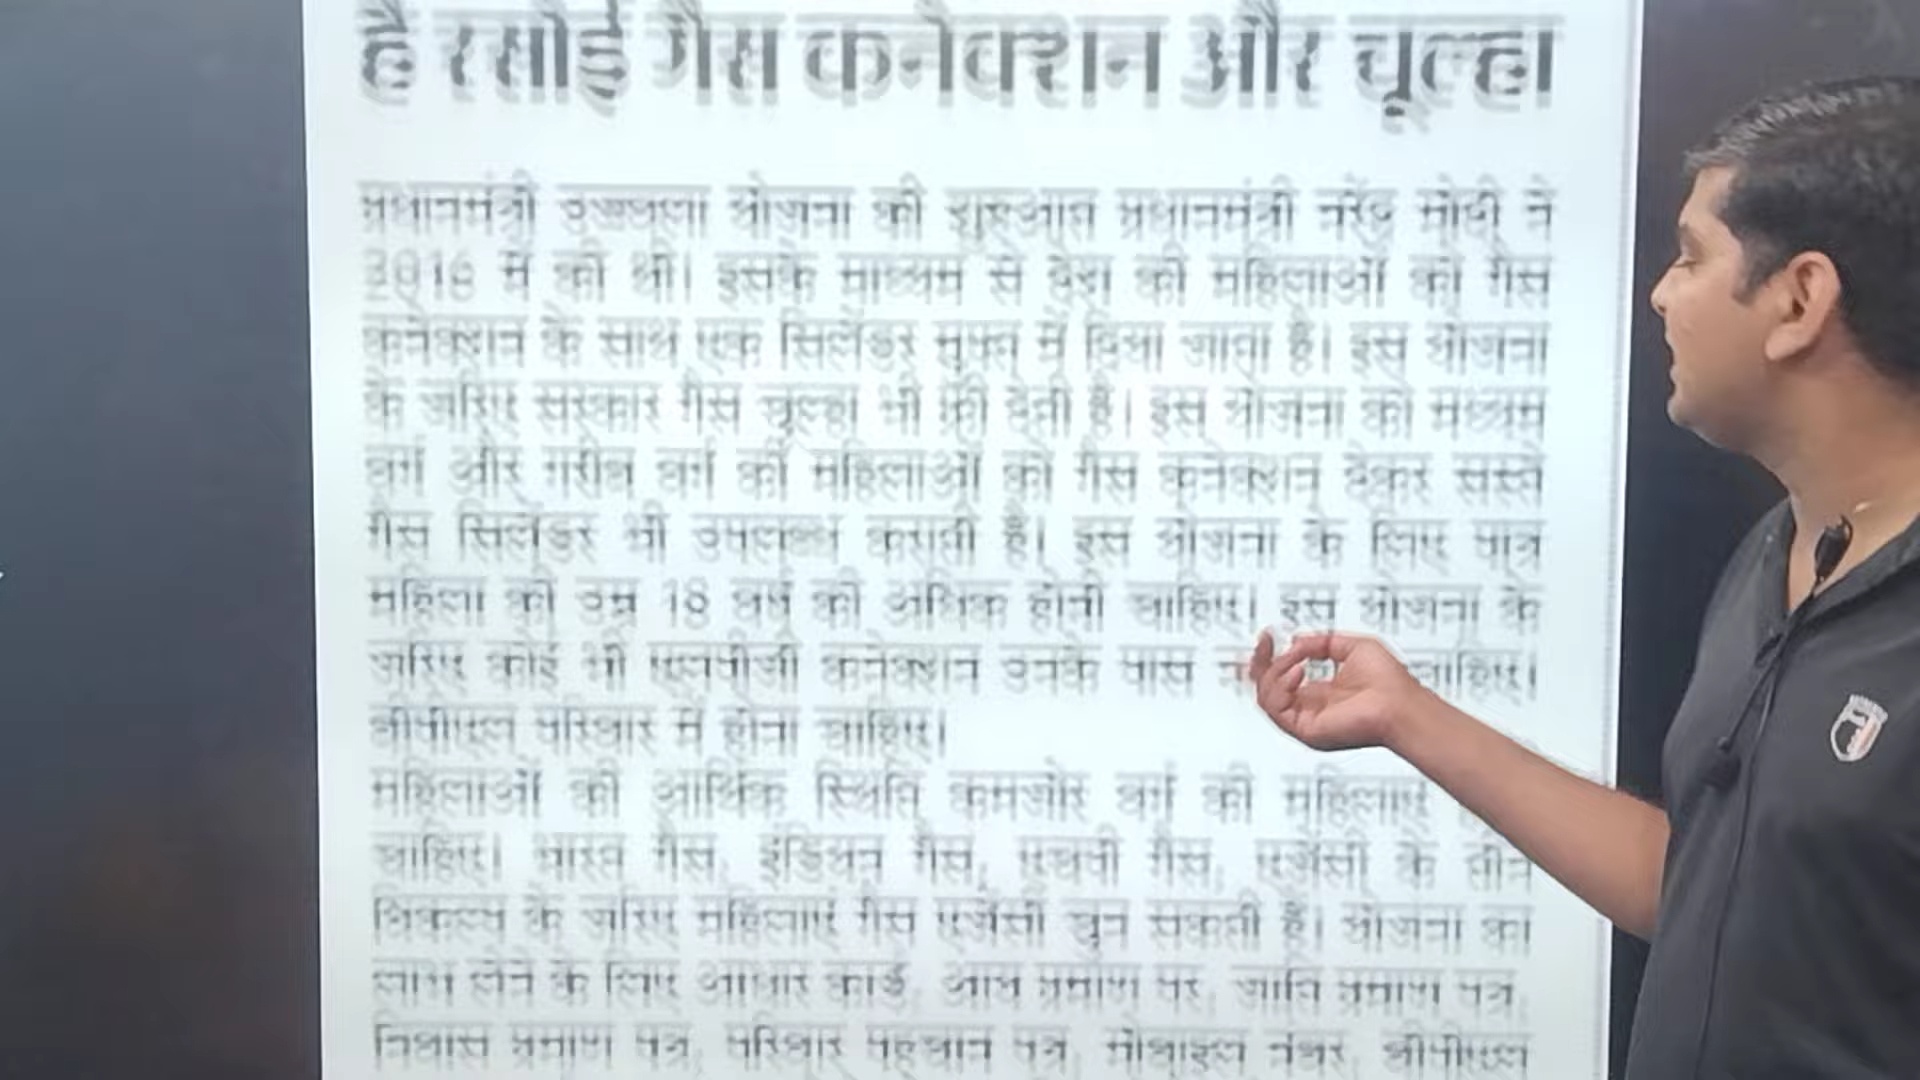 है रसोई गैस कनेक्शन और चूल्हा
प्रधानमंत्री उज्ज्वला योजना की शुरुआत प्रधानमंत्री नरेंद्र मोदी ने
2016 में की थी। इसके माध्यम से देश की महिलाओं को गैस
कनेक्शन के साथ एक सिलेंडर मुफ्त में दिया जाता है। इस योजना
के जरिए सरकार गैस चूल्हा भी फ्री देती है। इस योजना को मध्यम
वर्ग और गरीब वर्ग की महिलाओं को गैस कनेक्शन देकर सस्ते
गैस सिलेंडर भी उपलब्ध कराती है। इस योजना के लिए पात्र
महिला की उम्र 18 वर्ष की अधिक होनी चाहिए। इस योजना के
जरिए कोई भी एलपीजी कनेक्शन उनके पास चाहिए।
बीपीएल परिवार में होना चाहिए।
महिलाओं की आर्थिक स्थिति कमजोर वर्ग की महिलाएं
चाहिए। भारत गैस, इंडियन गैस, एचपी गैस, एजेंसी के तीन
विकल्प के जरिए महिलाएं गैस एजेंसी चुन सकती है। योजना का
लाभ लेने के लिए आधार कार्ड, आय प्रमाण पर, जाति प्रमाण पत्र,
निवास प्रमाण पत्र, परिवार पहचान पत्र, मोबाइल नंबर, बीपीएल